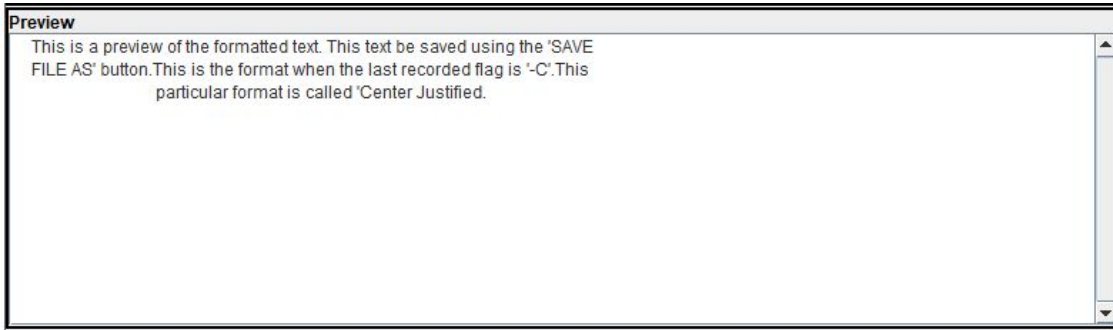 Preview
This is a preview of the formatted text. This text be saved using the 'SAVE
FILE AS' button.This is the format when the last recorded flag is '-C'.This
particular format is called 'Center Justified.